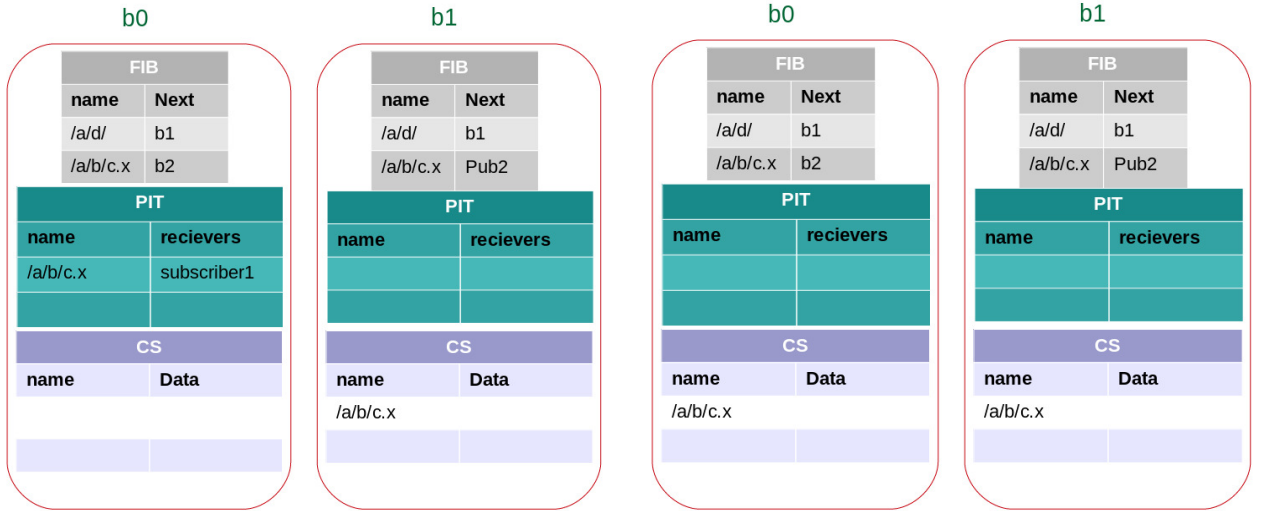 b0
FIB
name Next
/a/d/ b1
/a/b/c.x b2
PIT
name recievers
/a/b/c.x subscriber1
CS
name Data
b1
FIB
name Next
/a/d/ b1
/a/b/c.x Pub2
PIT
name recievers
CS
name Data
/a/b/c.x
b0
FIB
name Next
/a/d/ b1
/a/b/c.x b2
PIT
name recievers
CS
name Data
/a/b/c.x
b1
FIB
name Next
/a/d/ b1
/a/b/c.x Pub2
PIT
name recievers
CS
name Data
/a/b/c.x